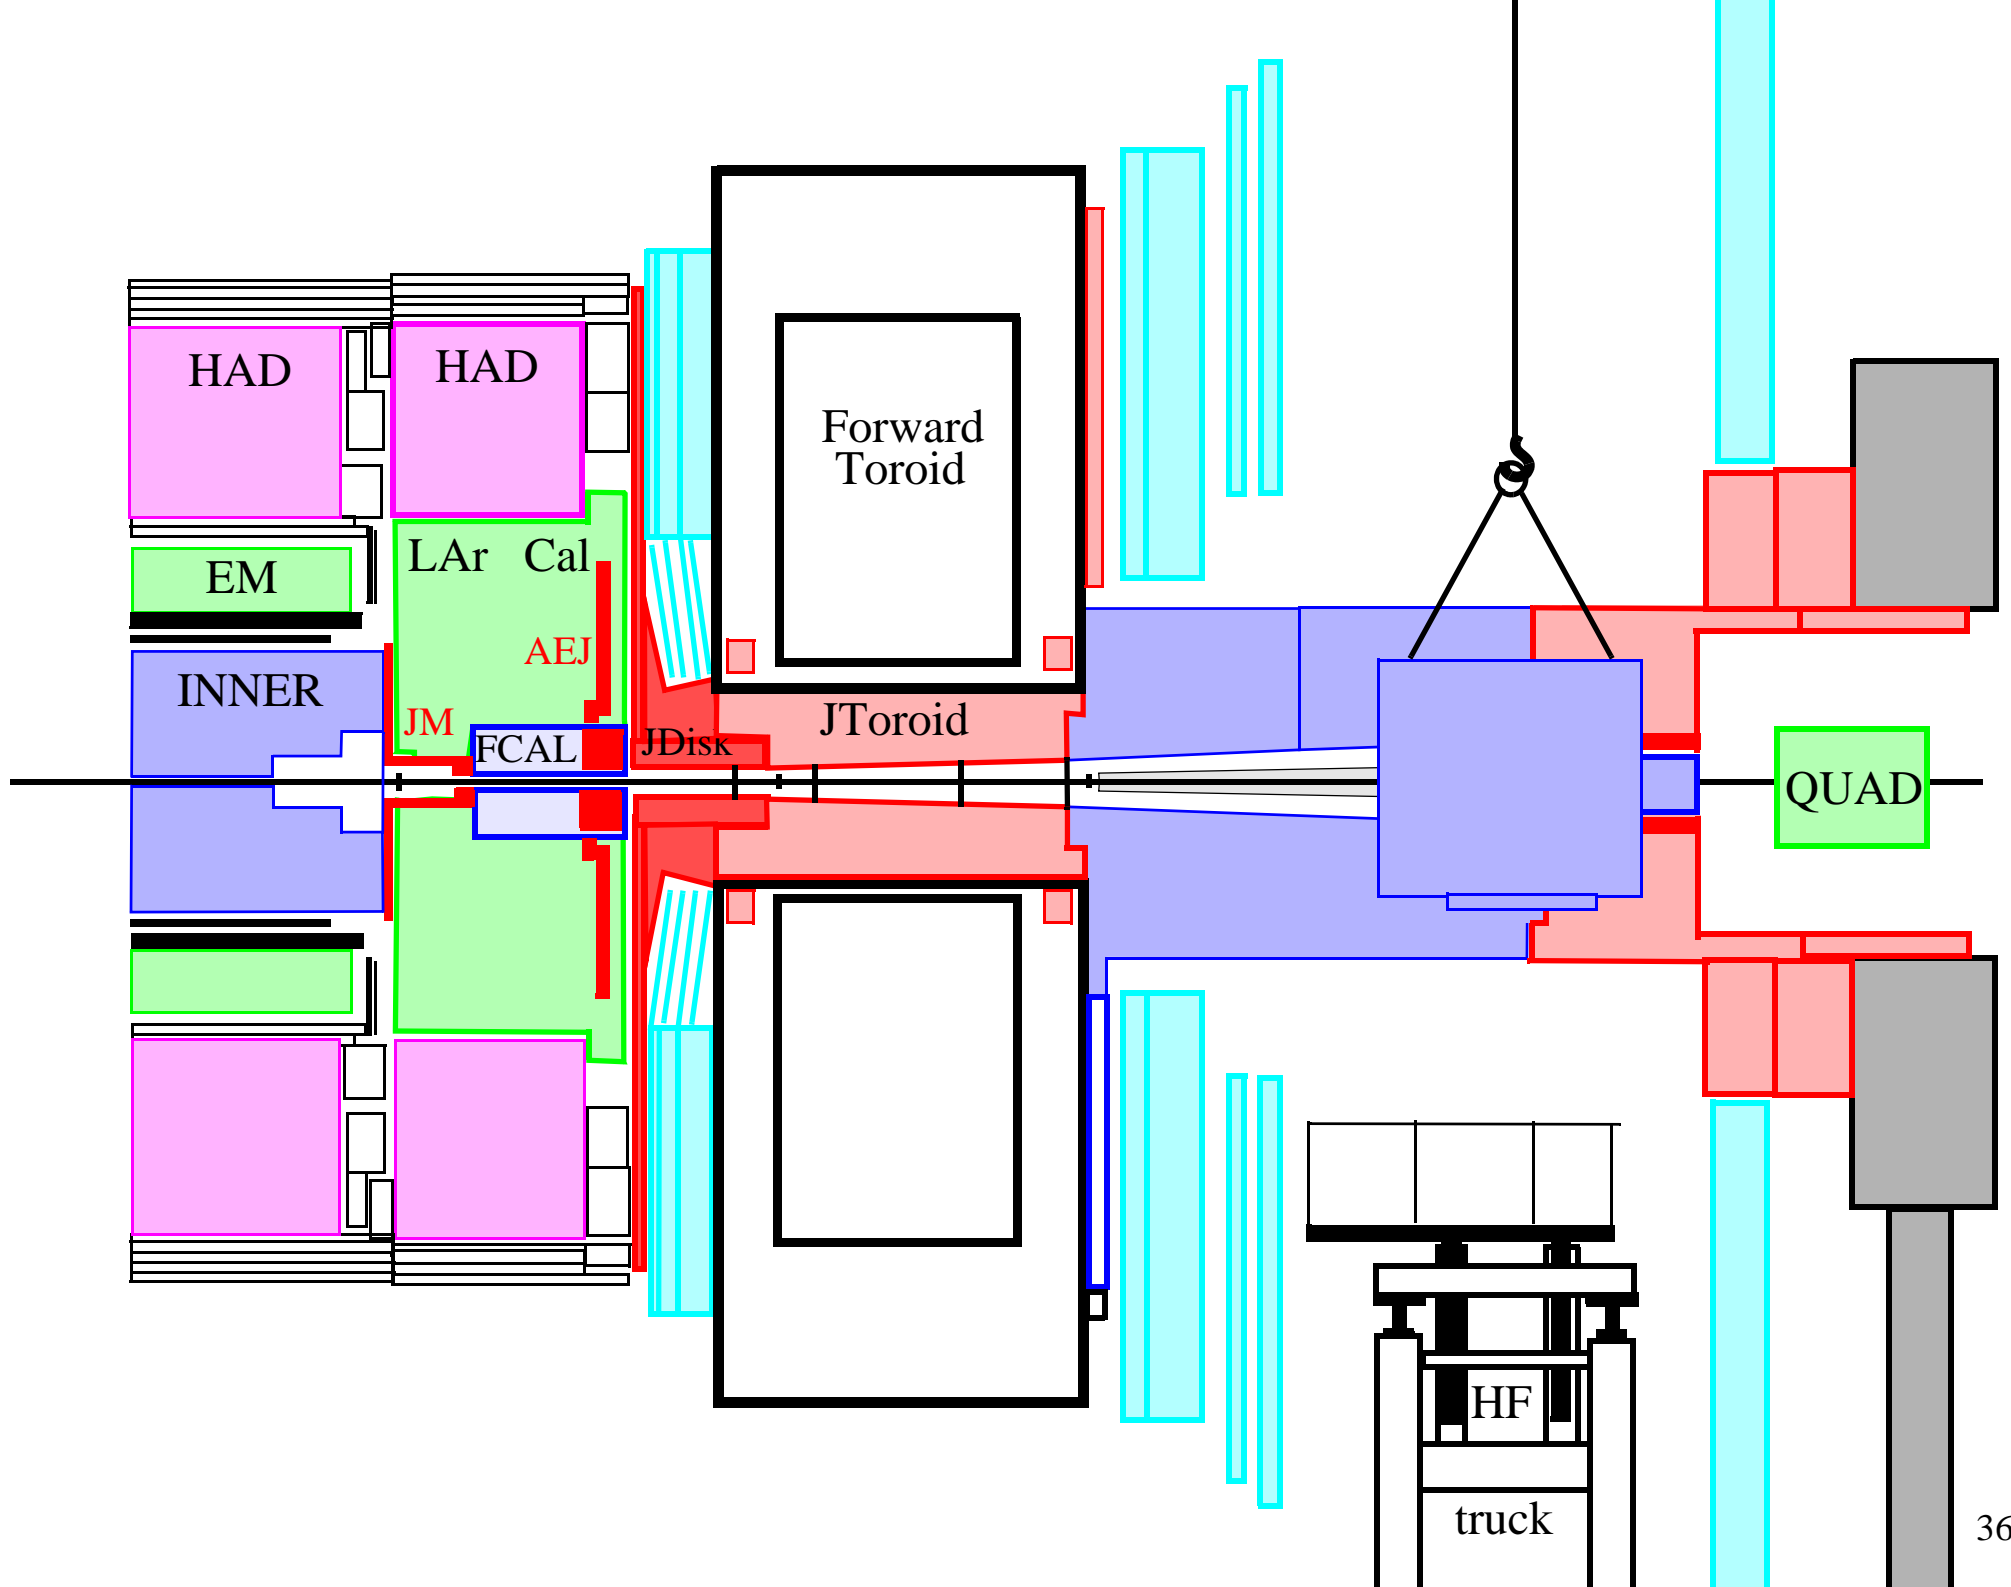 HAD
HAD
Forward
Toroid
LAr Cal
EM
AEJ
INNER
JM
JToroid
FCAL
JDisk
QUAD
HF
truck
36